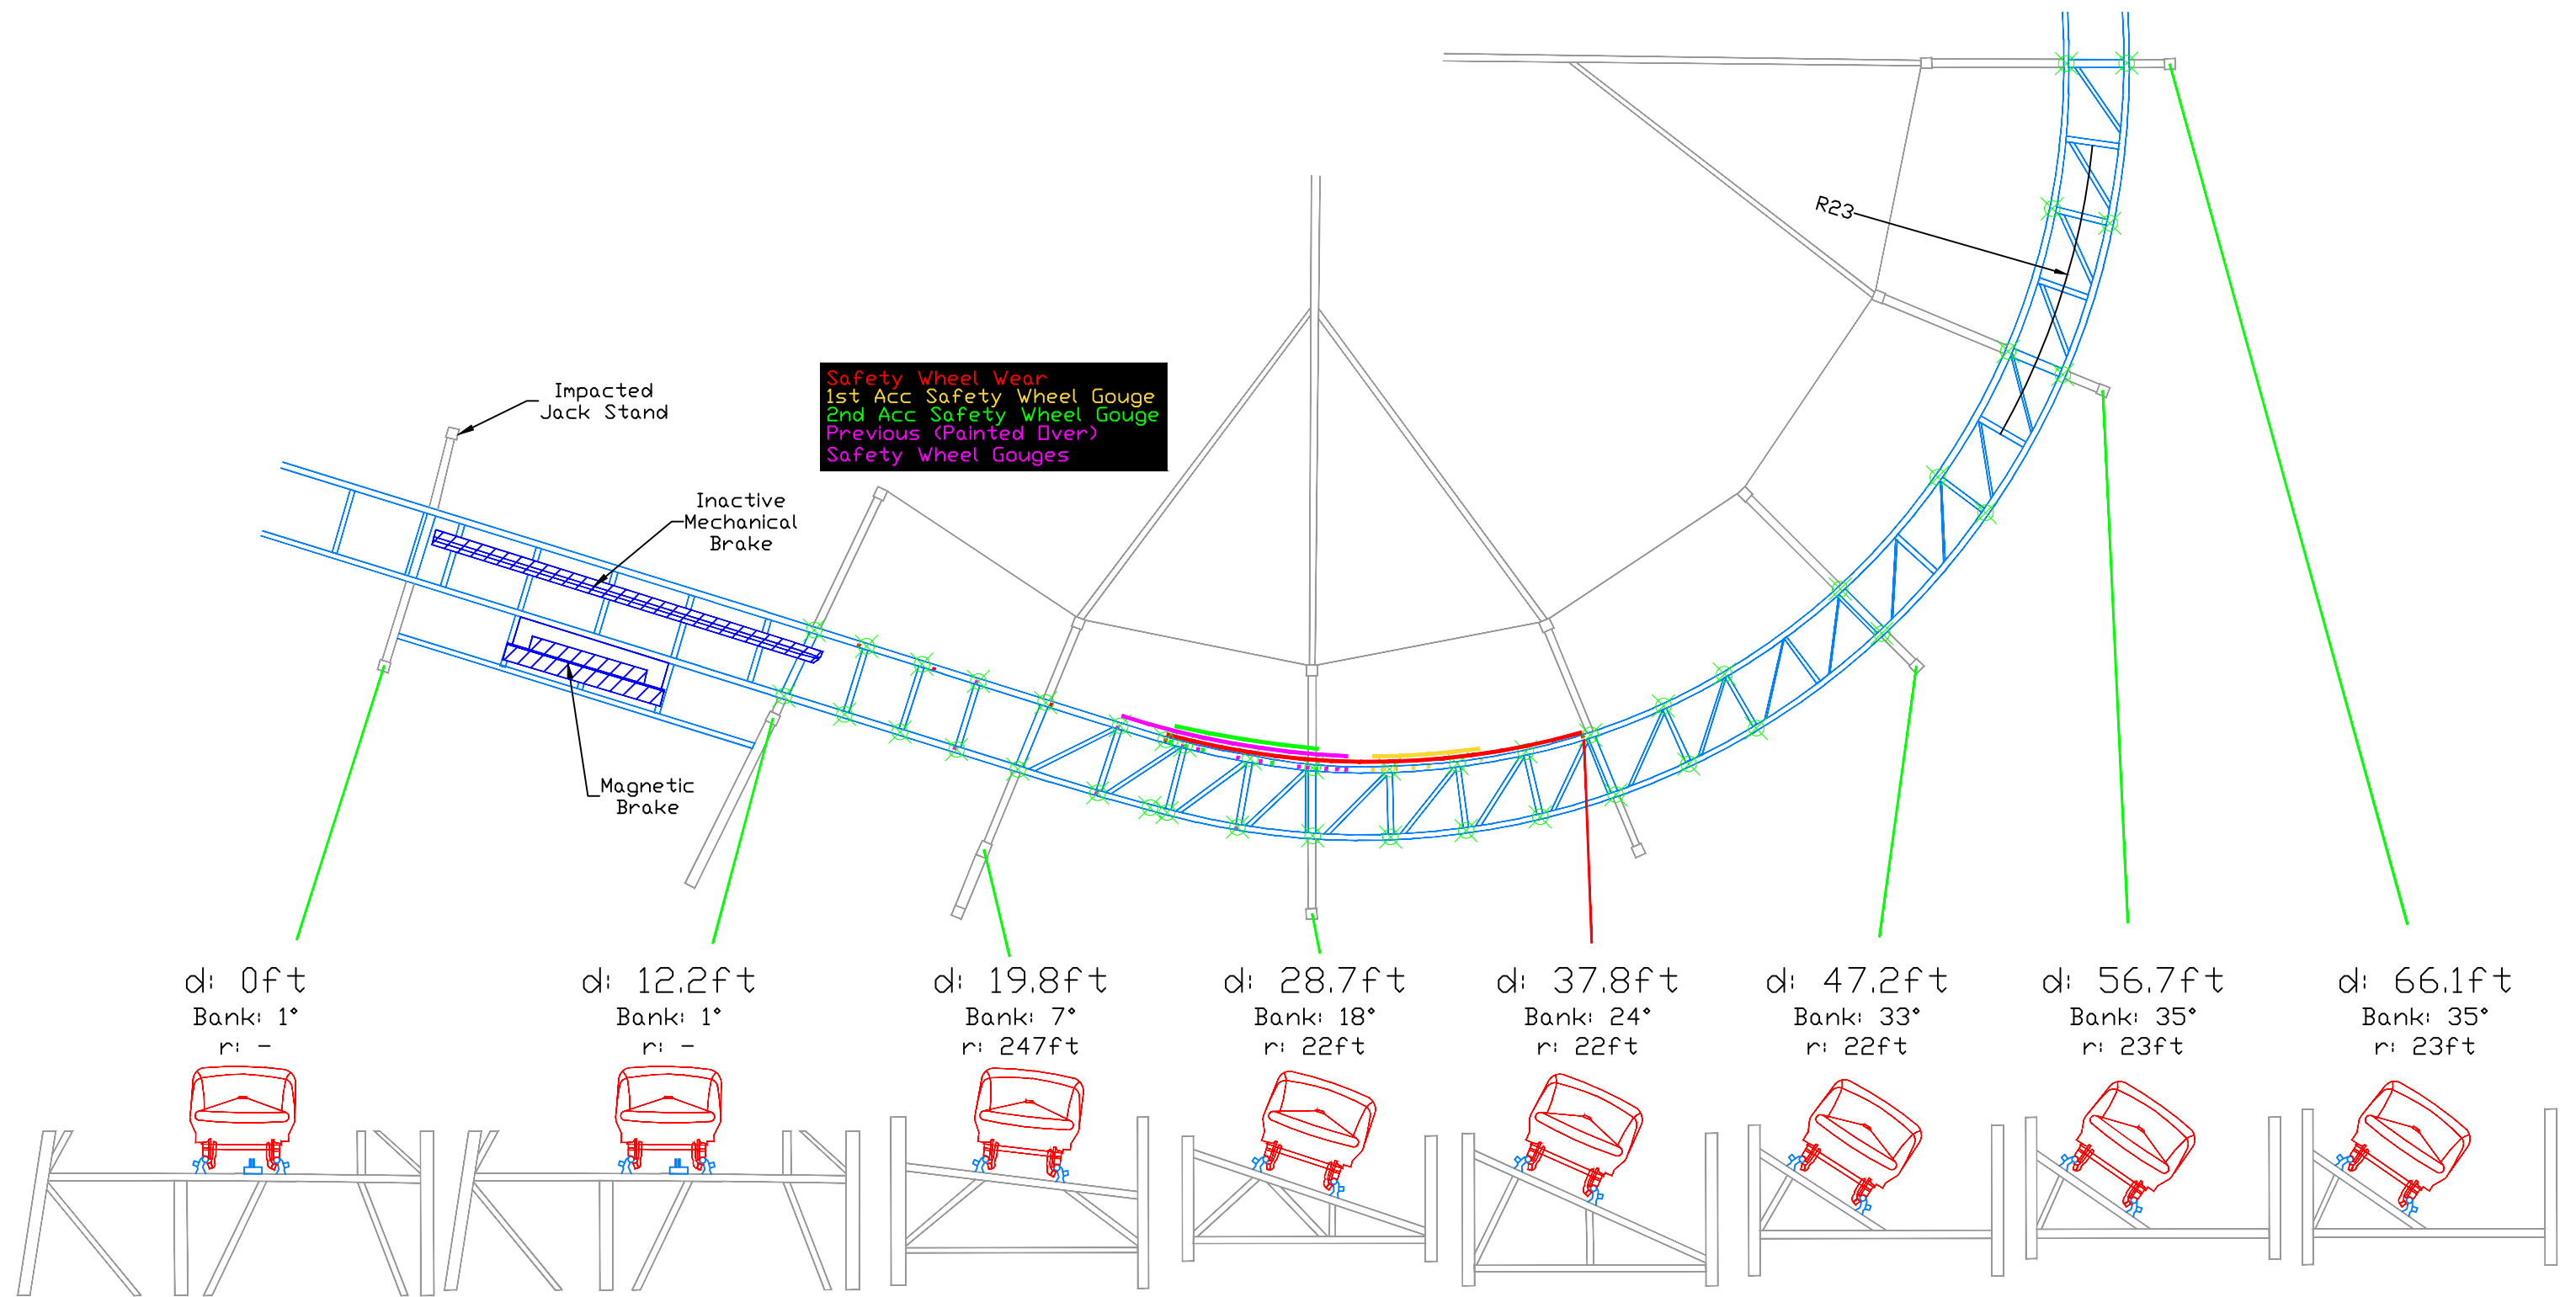 R23
Impacted
Jack Stand
Safety Wheel Wear
1st Acc Safety Wheel Gouge
2nd Acc Safety Wheel Gouge
Previous (Painted Over)
Safety Wheel Gouges
Inactive
Mechanical
Brake
Magnetic
Brake
d: 0ft
Bank: 1°
r: -
d: 12.2ft
Bank: 1°
r: -
d: 19.8ft
Bank: 7°
r: 247ft
d: 28.7ft
Bank: 18°
r: 22ft
d: 37.8ft
Bank: 24°
r: 22ft
d: 47.2ft
Bank: 33°
r: 22ft
d: 56.7ft
Bank: 35°
r: 23ft
d: 66.1ft
Bank: 35°
r: 23ft